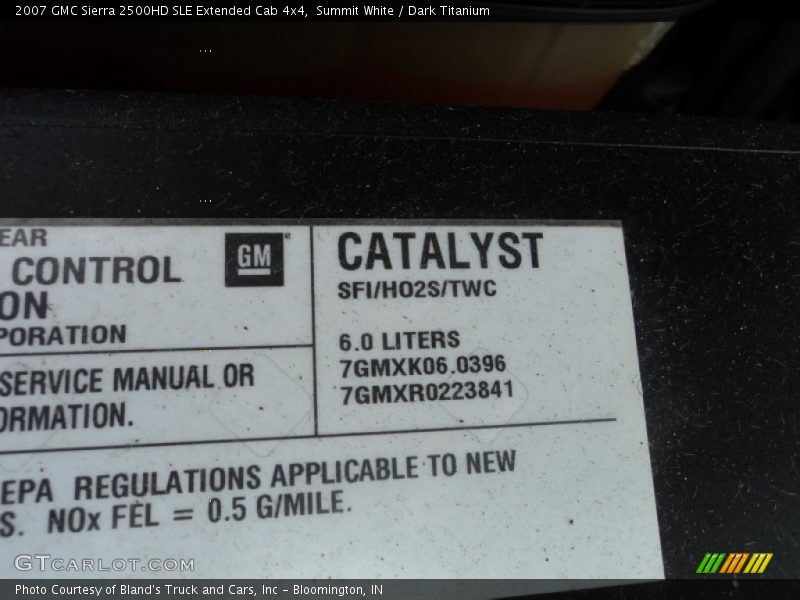 2007 GMC Sierra 2500HD SLE Extended Cab 4x4, Summit White / Dark Titanium
EAR
CONTROL
ON
PORATION
GM
SERVICE MANUAL OR
ORMATION.
CATALYST
SFI/HO2S/TWC
6.0 LITERS
7GMXK06.0396
7GMXR0223841
EPA REGULATIONS APPLICABLE TO NEW
S. NOx FEL = 0.5 G/MILE.
GTCARLOT.COM
Photo Courtesy of Bland's Truck and Cars, Inc - Bloomington, IN